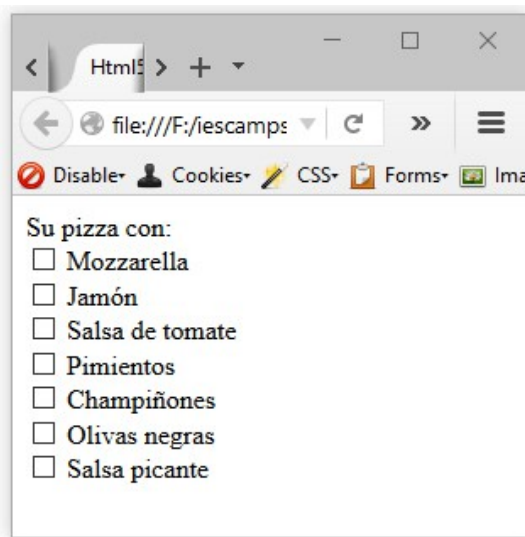 Html5
file:///F:/iescamps
Disable Cookies CSS Forms Ima
Su pizza con:
Mozzarella
Jamón
Salsa de tomate
Pimientos
Champiñones
Olivas negras
Salsa picante